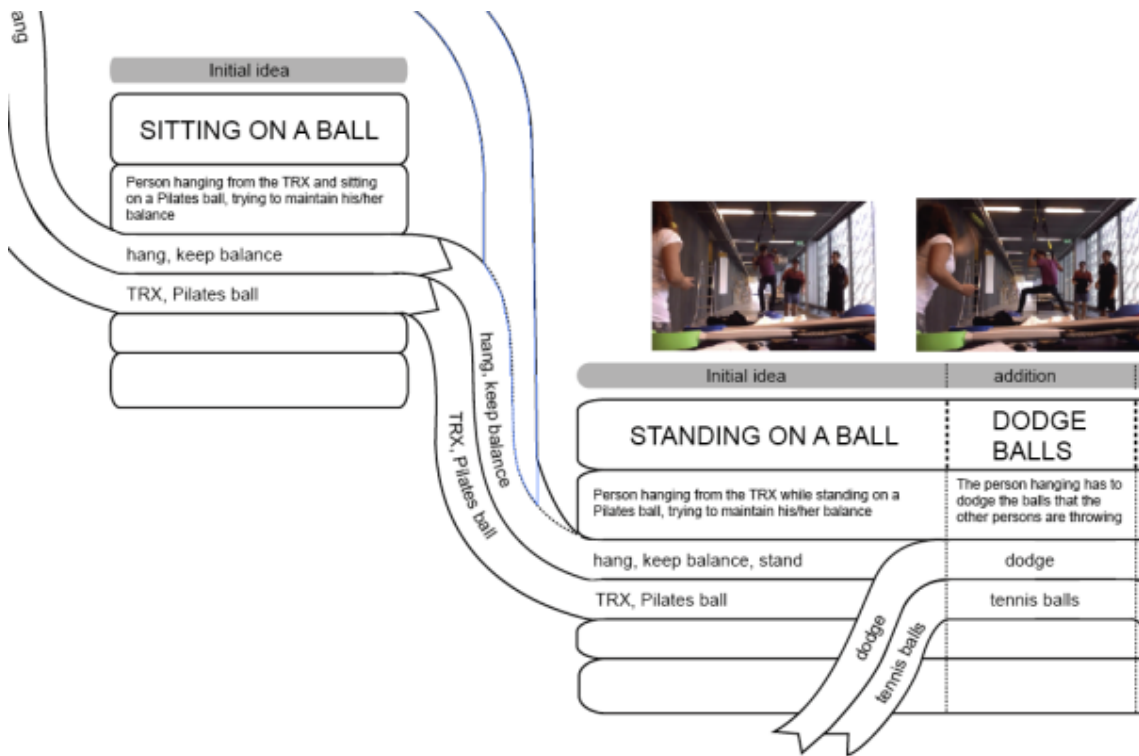 ang
Initial idea
SITTING ON A BALL
Person hanging from the TRX and sitting
on a Pilates ball, trying to maintain his/her
balance
hang, keep balance
TRX, Pilates ball
hang, keep balance
TRX, Pilates ball
Initial idea
addition
STANDING ON A BALL
DODGE
BALLS
Person hanging from the TRX while standing on a
Pilates ball, trying to maintain his/her balance
The person hanging has to
dodge the balls that the
other persons are throwing
hang, keep balance, stand
dodge
TRX, Pilates ball
tennis balls
dodge
tennis balls